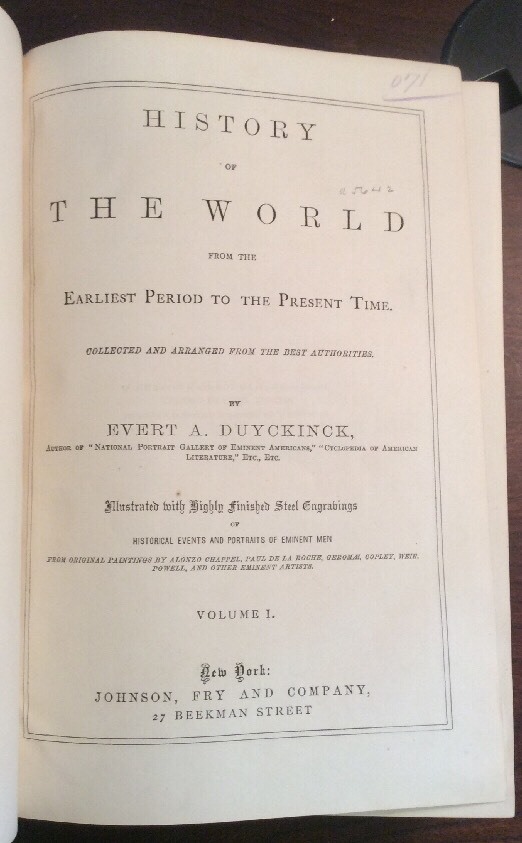 HISTORY
OF
THE WORLD
FROM THE
EARLIEST PERIOD TO THE PRESENT TIME.
COLLECTED AND ARRANGED FROM THE BEST AUTHORITIES.
BY
EVERT A. DUYCKINCK,
AUTHOR OF "NATIONAL PORTRAIT GALLERY OF EMINENT AMERICANS," "CYCLOPEDIA OF AMERICAN
LITERATURE," ETC., ETC.
Illustrated with Highly Finished Steel Engravings
OF
HISTORICAL EVENTS AND PORTRAITS OF EMINENT MEN
FROM ORIGINAL PAINTINGS BY ALONZO CHAPPEL, PAUL DE LA ROCHE, COPLEY, WEIR,
POWELL, AND OTHER EMINENT ARTISTS.
VOLUME I.
New York:
JOHNSON, FRY AND COMPANY,
27 BEEKMAN STREET